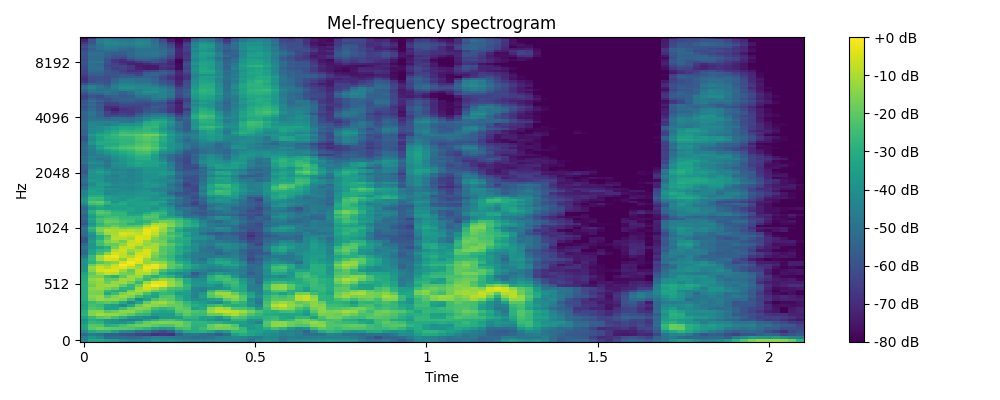 Mel-frequency spectrogram
Hz
8192
4096
2048
1024
512
0
0
0.5
1
1.5
2
Time
+0 dB
-10 dB
-20 dB
-30 dB
-40 dB
-50 dB
-60 dB
-70 dB
-80 dB